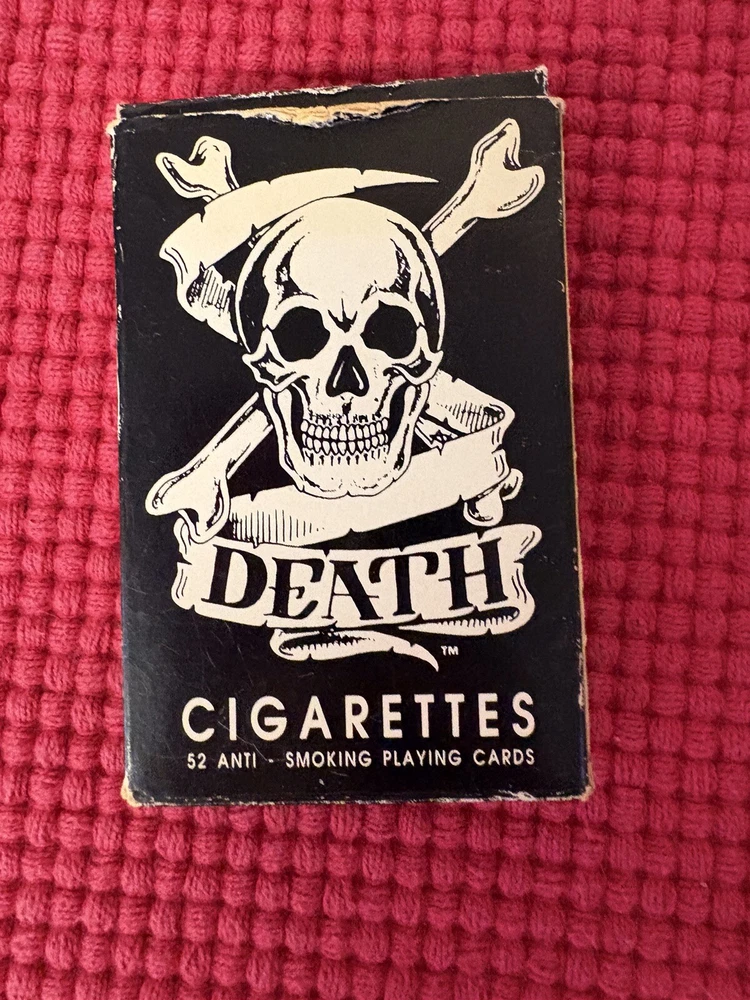 DEATH
TM
CIGARETTES
52 ANTI - SMOKING PLAYING CARDS